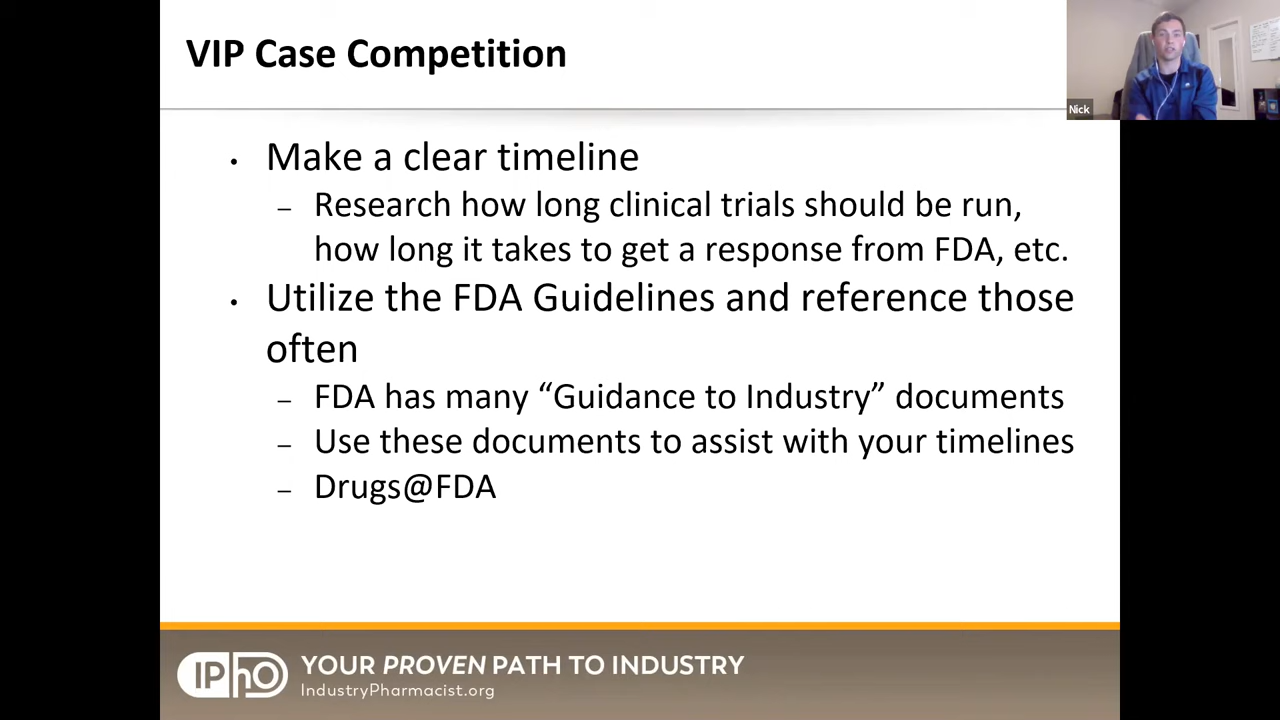 VIP Case Competition
Nick
• Make a clear timeline
– Research how long clinical trials should be run,
how long it takes to get a response from FDA, etc.
• Utilize the FDA Guidelines and reference those
often
– FDA has many “Guidance to Industry” documents
– Use these documents to assist with your timelines
– Drugs@FDA
IPhO
YOUR PROVEN PATH TO INDUSTRY
IndustryPharmacist.org